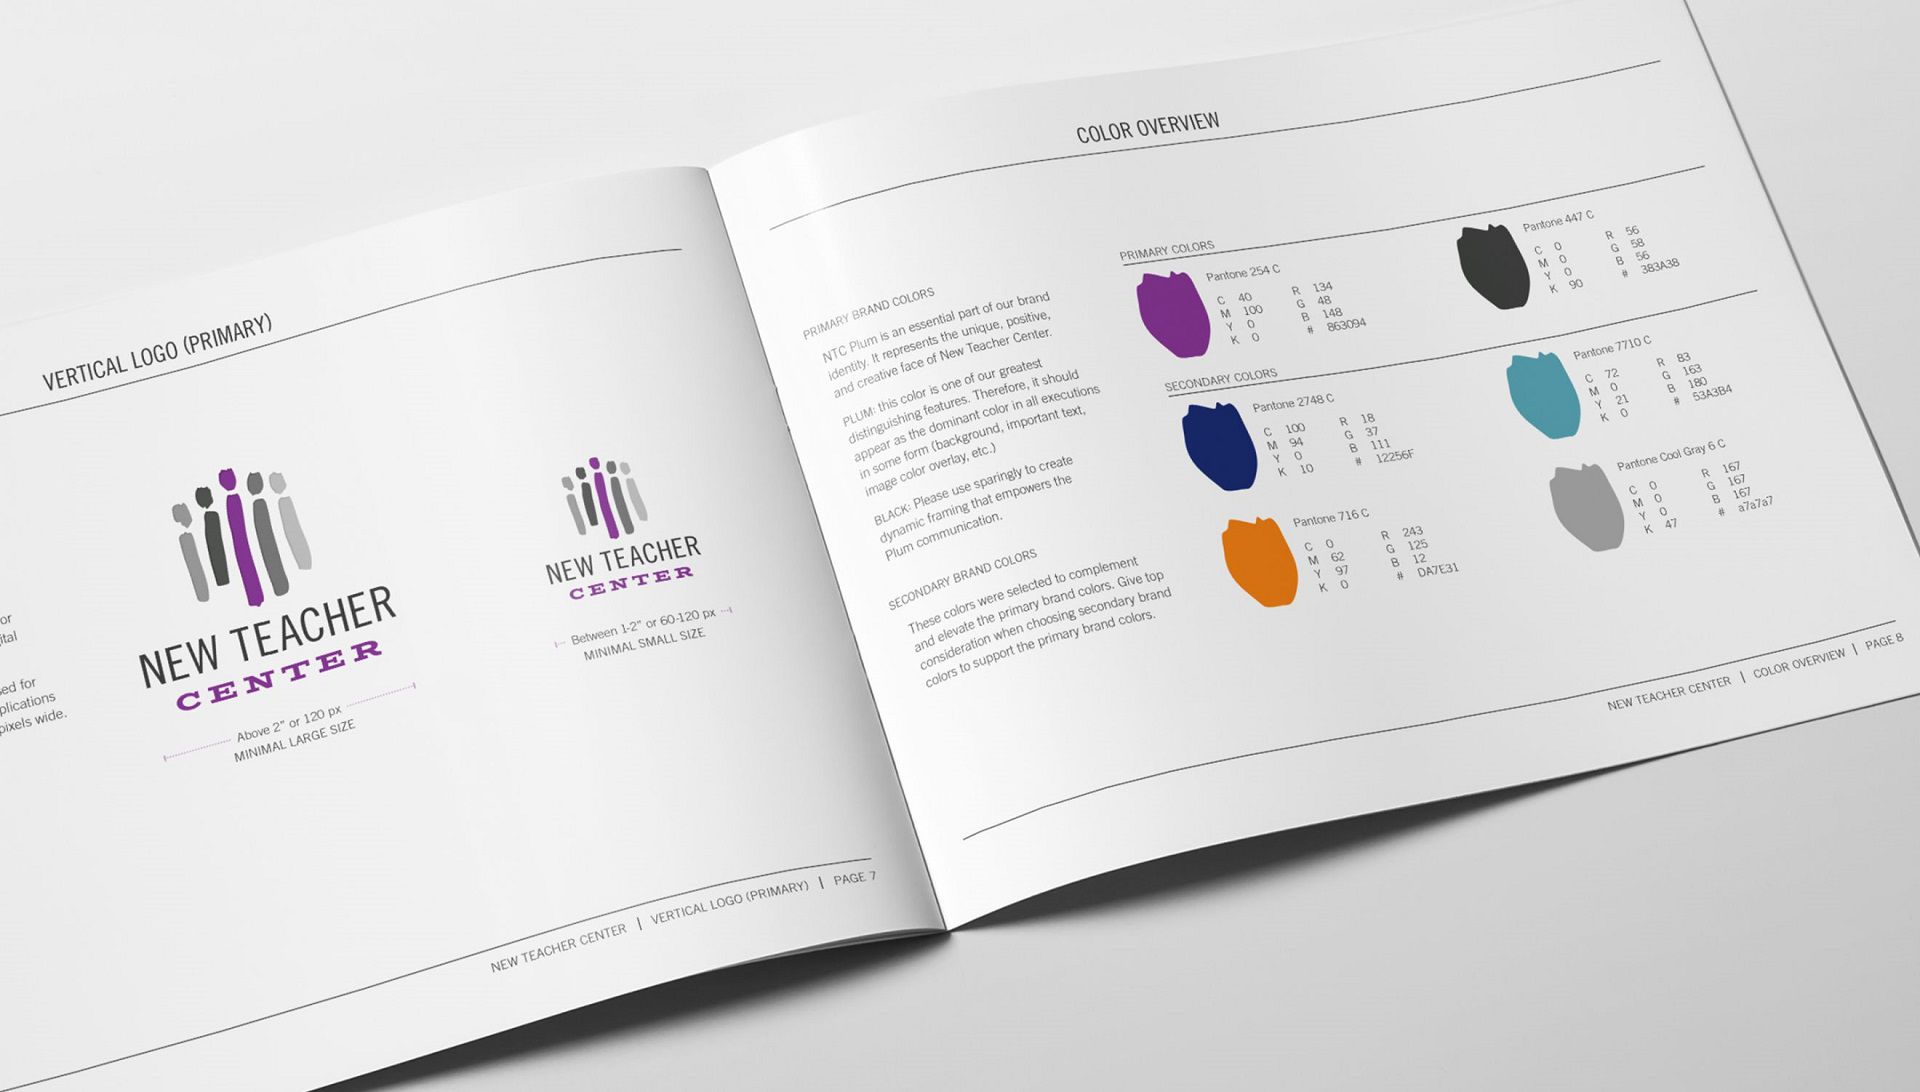 VERTICAL LOGO (PRIMARY)
or
ital
sed for
plications
pixels wide.
NEW TEACHER
CENTER
Above 2" or 120 px
MINIMAL LARGE SIZE
NEW TEACHER
CENTER
Between 1-2" or 60-120 px
MINIMAL SMALL SIZE
NEW TEACHER CENTER | VERTICAL LOGO (PRIMARY) | PAGE 7
COLOR OVERVIEW
PRIMARY BRAND COLORS
NTC Plum is an essential part of our brand
identity. It represents the unique, positive,
and creative face of New Teacher Center.
PLUM: this color is one of our greatest
distinguishing features. Therefore, it should
appear as the dominant color in all executions
in some form (background, important text,
image color overlay, etc.)
BLACK: Please use sparingly to create
dynamic framing that empowers the
Plum communication.
SECONDARY BRAND COLORS
These colors were selected to complement
and elevate the primary brand colors. Give top
consideration when choosing secondary brand
colors to support the primary brand colors.
PRIMARY COLORS
Pantone 254 C
C 40 R 134
M 100 G 48
Y 0 B 148
K 0 # 863094
Pantone 447 C
C 0 R 56
M 0 G 58
Y 0 B 56
K 90 # 383A38
SECONDARY COLORS
Pantone 2748 C
C 100 R 18
M 94 G 37
Y 0 B 111
K 10 # 12256F
Pantone 7710 C
C 72 R 83
M 0 G 163
Y 21 B 180
K 0 # 53A3B4
Pantone 716 C
C 0 R 243
M 62 G 125
Y 97 B 12
K 0 # DA7E31
Pantone Cool Gray 6 C
C 0 R 167
M 0 G 167
Y 0 B 167
K 47 # a7a7a7
NEW TEACHER CENTER | COLOR OVERVIEW | PAGE 8